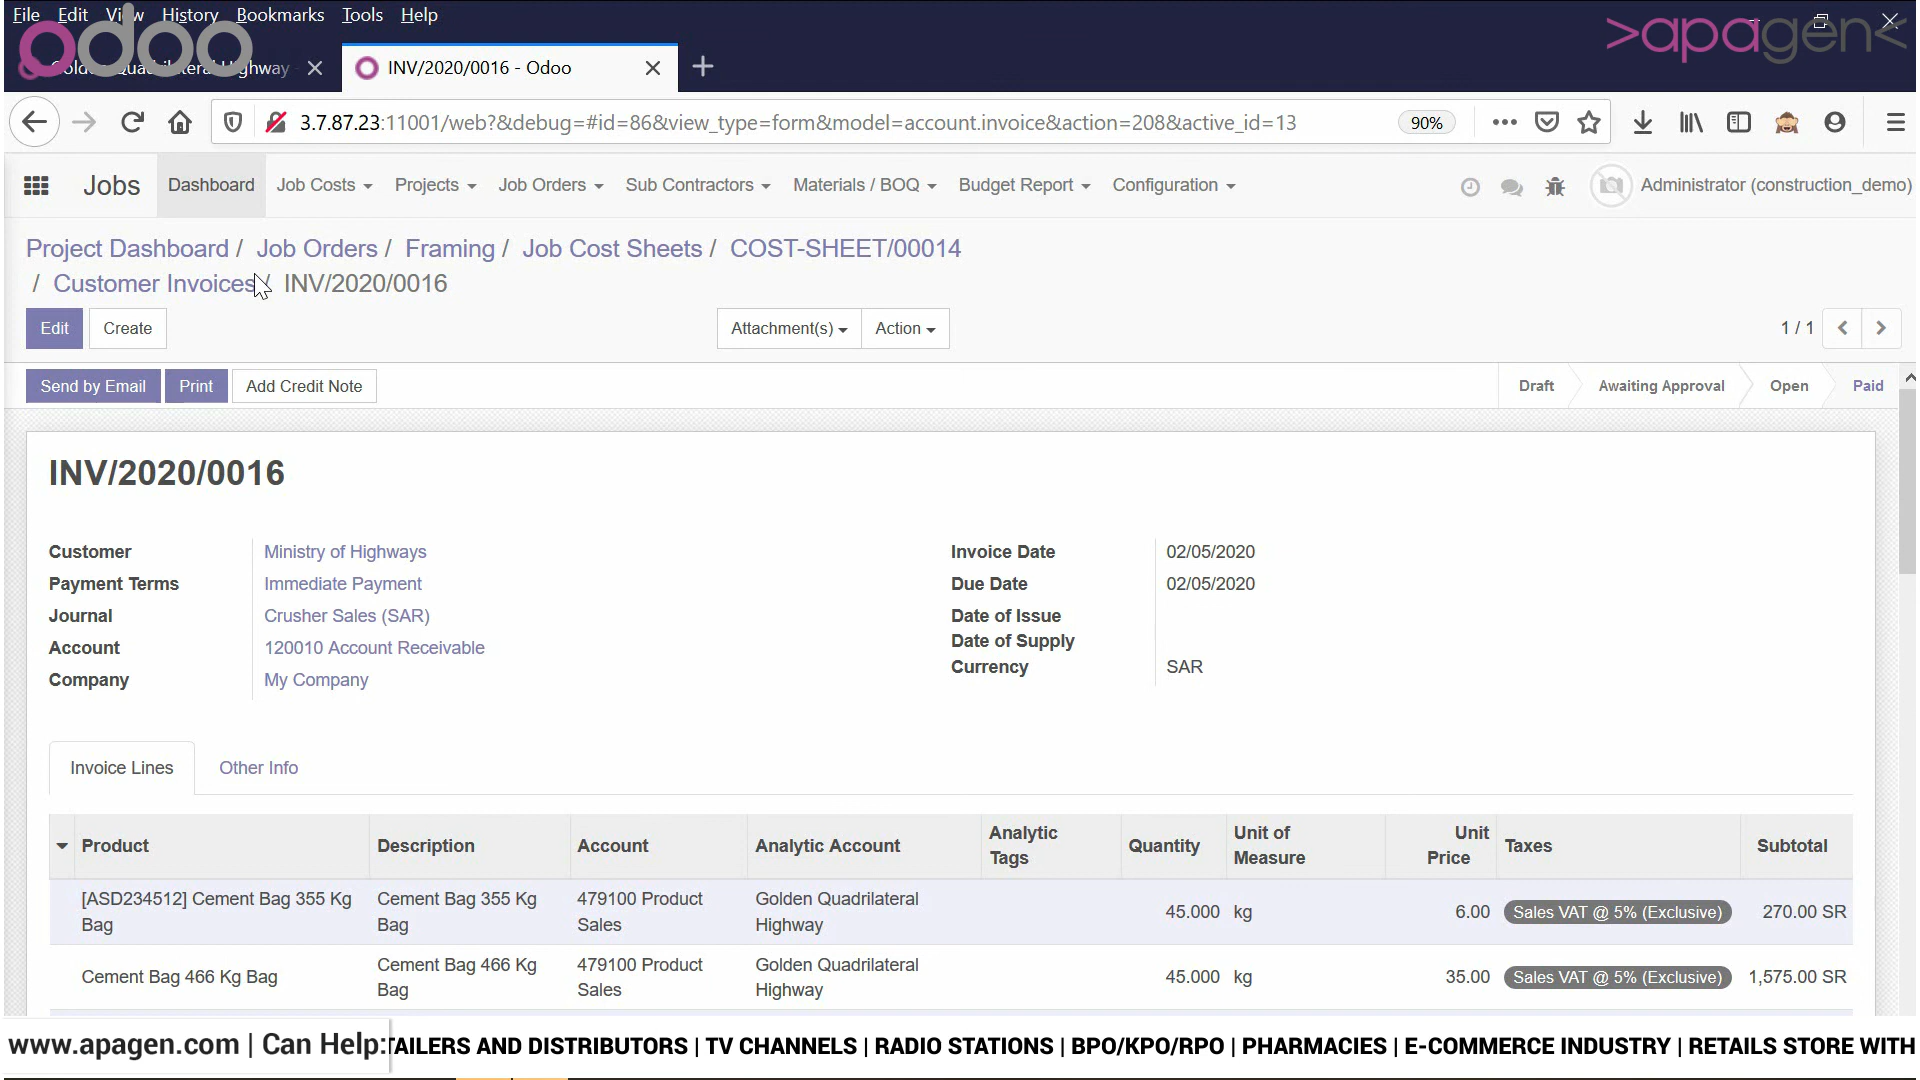 File Edit View History Bookmarks Tools Help
odoo
>apagen<
Golden Quadrilateral Highway
INV/2020/0016 - Odoo
3.7.87.23:11001/web?&debug=#id=86&view_type=form&model=account.invoice&action=208&active_id=13
90%
Jobs Dashboard Job Costs Projects Job Orders Sub Contractors Materials / BOQ Budget Report Configuration Administrator (construction_demo)
Project Dashboard / Job Orders / Framing / Job Cost Sheets / COST-SHEET/00014
/ Customer Invoices / INV/2020/0016
Edit Create Attachment(s) Action 1 / 1
Send by Email Print Add Credit Note Draft Awaiting Approval Open Paid
INV/2020/0016
Customer Ministry of Highways Invoice Date 02/05/2020
Payment Terms Immediate Payment Due Date 02/05/2020
Journal Crusher Sales (SAR) Date of Issue
Date of Supply
Account 120010 Account Receivable
Currency SAR
Company My Company
Invoice Lines Other Info
Product Description Account Analytic Account Analytic Tags Quantity Unit of Measure Unit Price Taxes Subtotal
[ASD234512] Cement Bag 355 Kg Bag Cement Bag 355 Kg Bag 479100 Product Sales Golden Quadrilateral Highway 45.000 kg 6.00 Sales VAT @ 5% (Exclusive) 270.00 SR
Cement Bag 466 Kg Bag Cement Bag 466 Kg Bag 479100 Product Sales Golden Quadrilateral Highway 45.000 kg 35.00 Sales VAT @ 5% (Exclusive) 1,575.00 SR
www.apagen.com | Can Help: TAILERS AND DISTRIBUTORS | TV CHANNELS | RADIO STATIONS | BPO/KPO/RPO | PHARMACIES | E-COMMERCE INDUSTRY | RETAILS STORE WITH